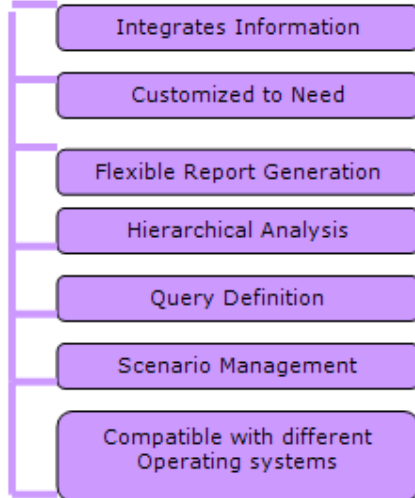 Integrates Information
Customized to Need
Flexible Report Generation
Hierarchical Analysis
Query Definition
Scenario Management
Compatible with different
Operating systems